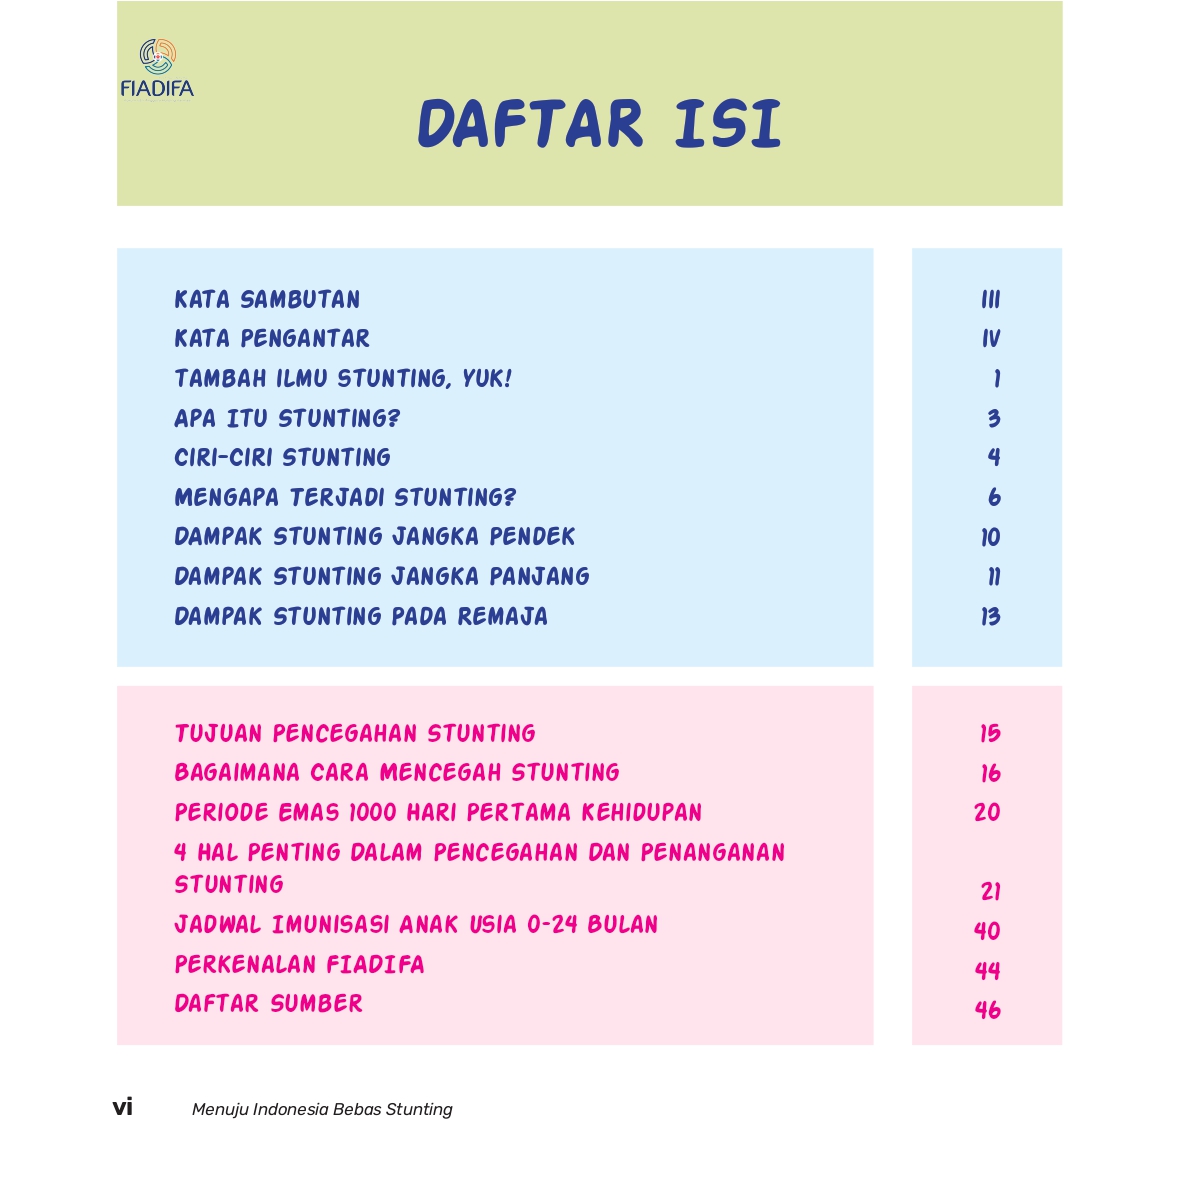 FIADIFA
DAFTAR ISI
KATA SAMBUTAN III
KATA PENGANTAR IV
TAMBAH ILMU STUNTING, YUK! 1
APA ITU STUNTING? 3
CIRI-CIRI STUNTING 4
MENGAPA TERJADI STUNTING? 6
DAMPAK STUNTING JANGKA PENDEK 10
DAMPAK STUNTING JANGKA PANJANG 11
DAMPAK STUNTING PADA REMAJA 13
TUJUAN PENCEGAHAN STUNTING 15
BAGAIMANA CARA MENCEGAH STUNTING 16
PERIODE EMAS 1000 HARI PERTAMA KEHIDUPAN 20
4 HAL PENTING DALAM PENCEGAHAN DAN PENANGANAN
STUNTING 21
JADWAL IMUNISASI ANAK USIA 0-24 BULAN 40
PERKENALAN FIADIFA 44
DAFTAR SUMBER 46
vi Menuju Indonesia Bebas Stunting